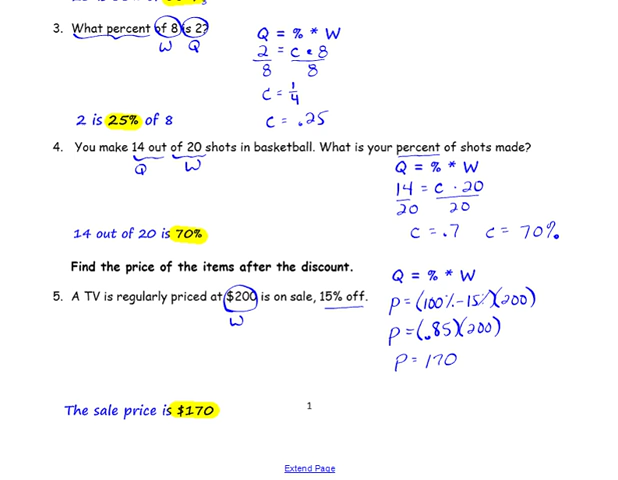 3. What percent of 8 is 2?
W Q
Q = % * W
2 = c • 8
8 8
c = 1/4
2 is 25% of 8
c = .25
4. You make 14 out of 20 shots in basketball. What is your percent of shots made?
Q W
Q = % * W
14 = c · 20
20 20
14 out of 20 is 70%
c = .7 c = 70%
Find the price of the items after the discount.
Q = % * W
5. A TV is regularly priced at $200 is on sale, 15% off.
W
p = (100% - 15%)(200)
p = (.85)(200)
p = 170
The sale price is $170
1
Extend Page